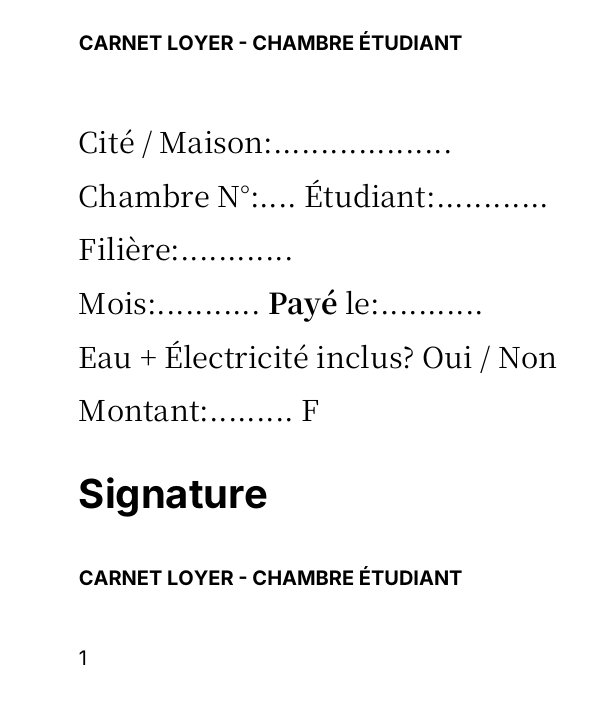 CARNET LOYER - CHAMBRE ÉTUDIANT
Cité / Maison:...................
Chambre N°:.... Étudiant:............
Filière:............
Mois:........... Payé le:...........
Eau + Électricité inclus? Oui / Non
Montant:......... F
Signature
CARNET LOYER - CHAMBRE ÉTUDIANT
1